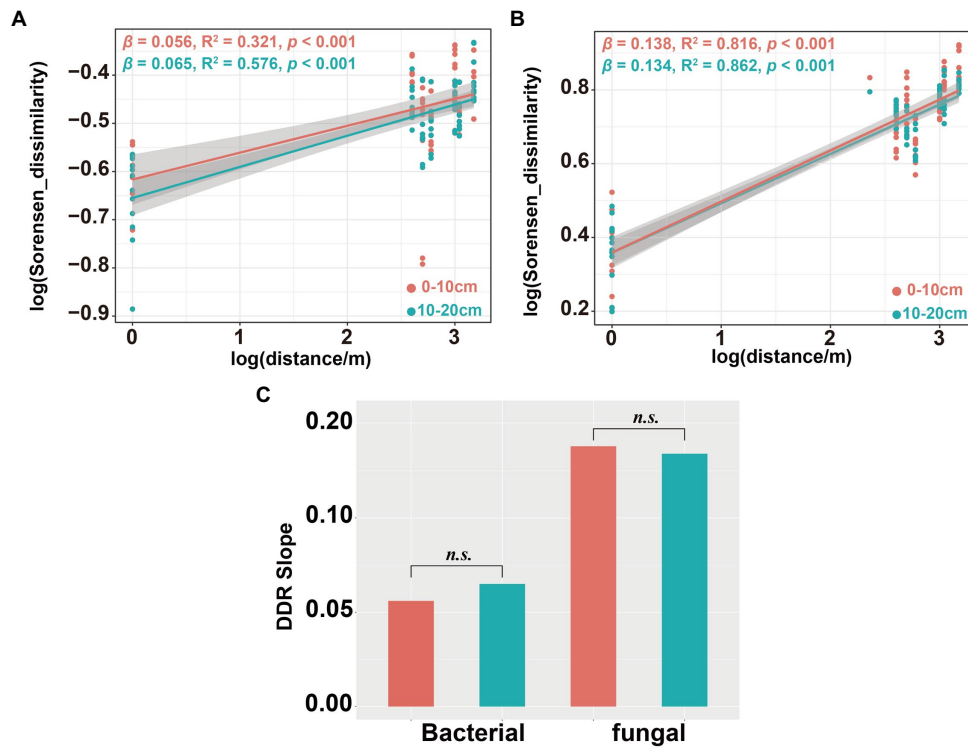 A
β = 0.056, R² = 0.321, p < 0.001
β = 0.065, R² = 0.576, p < 0.001
−0.4
−0.5
−0.6
−0.7
−0.8
−0.9
log(Sorensen_dissimilarity)
0-10cm
10-20cm
0 1 2 3
log(distance/m)
B
β = 0.138, R² = 0.816, p < 0.001
β = 0.134, R² = 0.862, p < 0.001
0.8
0.6
0.4
0.2
log(Sorensen_dissimilarity)
0-10cm
10-20cm
0 1 2 3
log(distance/m)
C
0.20
0.10
0.05
0.00
DDR Slope
n.s.
n.s.
Bacterial fungal